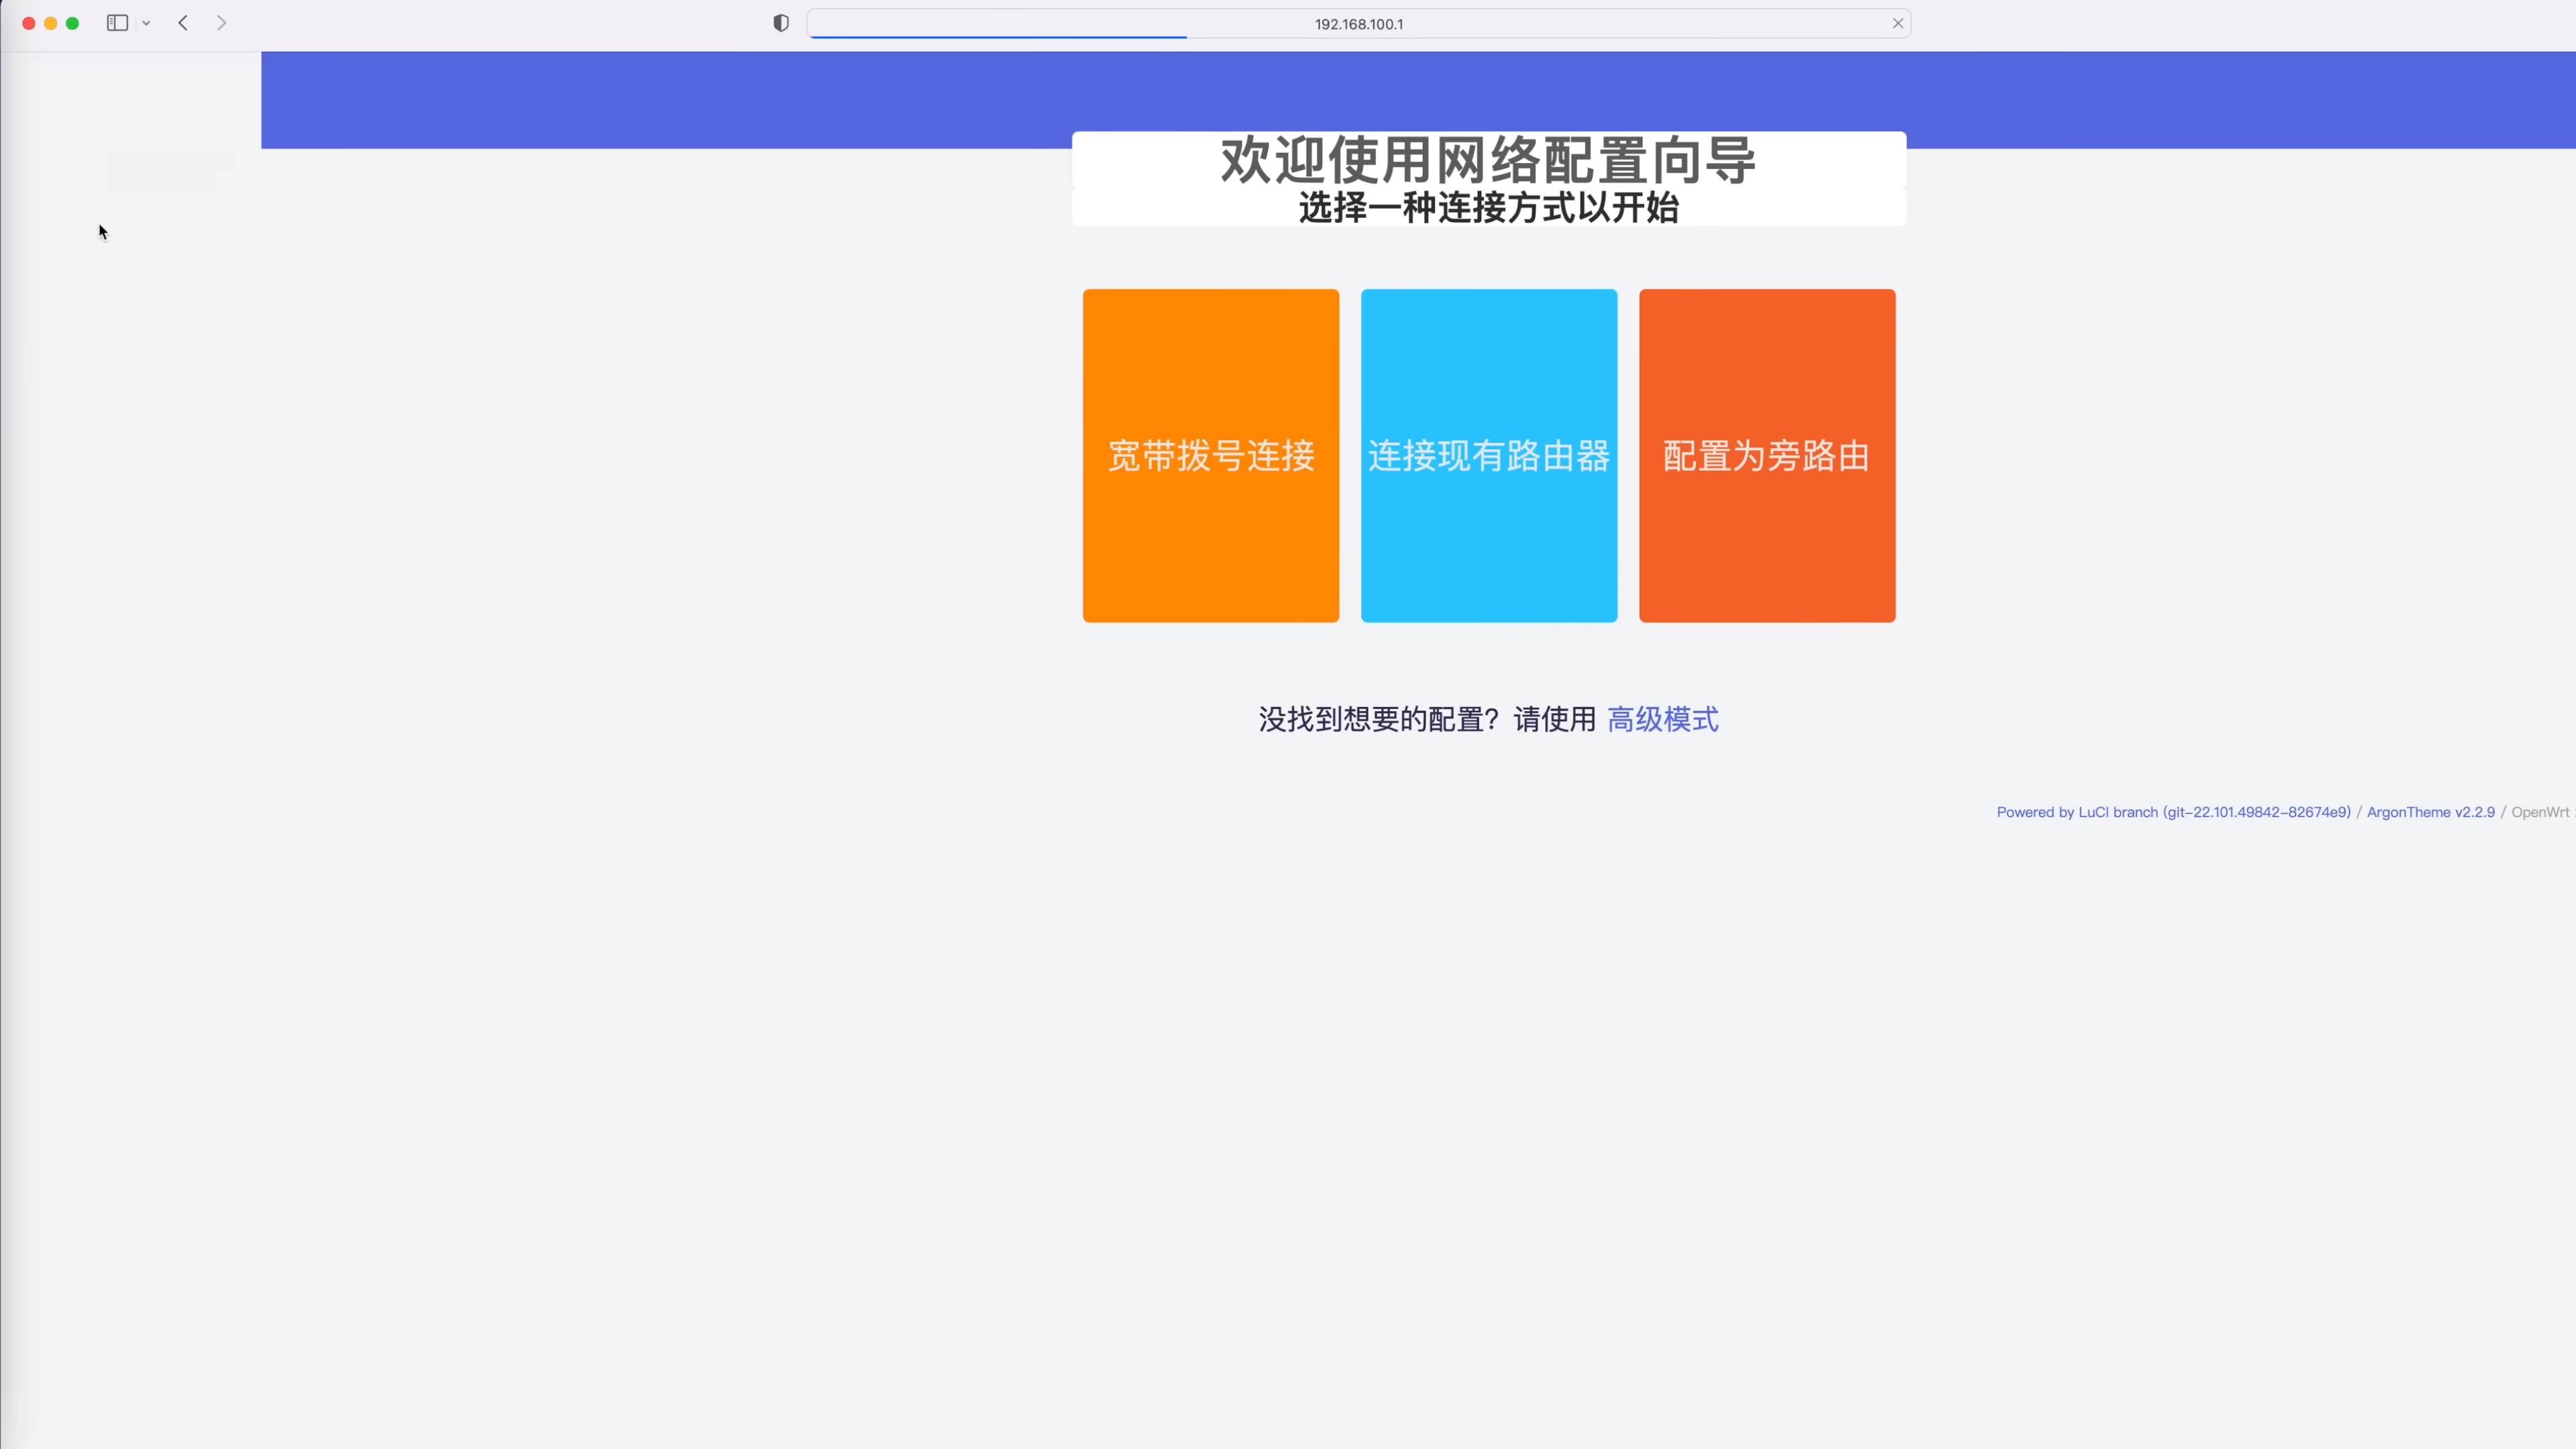 192.168.100.1
欢迎使用网络配置向导
选择一种连接方式以开始
宽带拨号连接
连接现有路由器
配置为旁路由
没找到想要的配置？请使用 高级模式
Powered by LuCI branch (git-22.101.49842-82674e9) / ArgonTheme v2.2.9 / OpenWrt